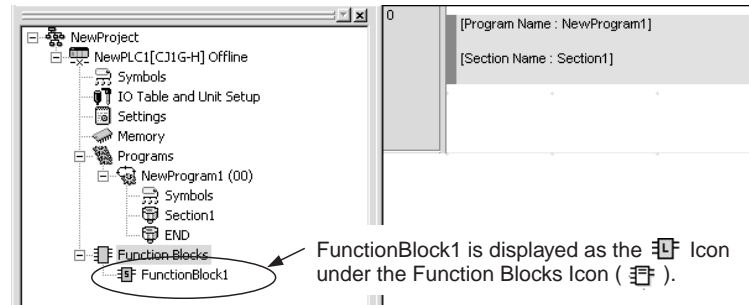 NewProject
NewPLC1[CJ1G-H] Offline
Symbols
IO Table and Unit Setup
Settings
Memory
Programs
NewProgram1 (00)
Symbols
Section1
END
Function Blocks
FunctionBlock1
0
[Program Name : NewProgram1]
[Section Name : Section1]
FunctionBlock1 is displayed as the L Icon
under the Function Blocks Icon ( ).